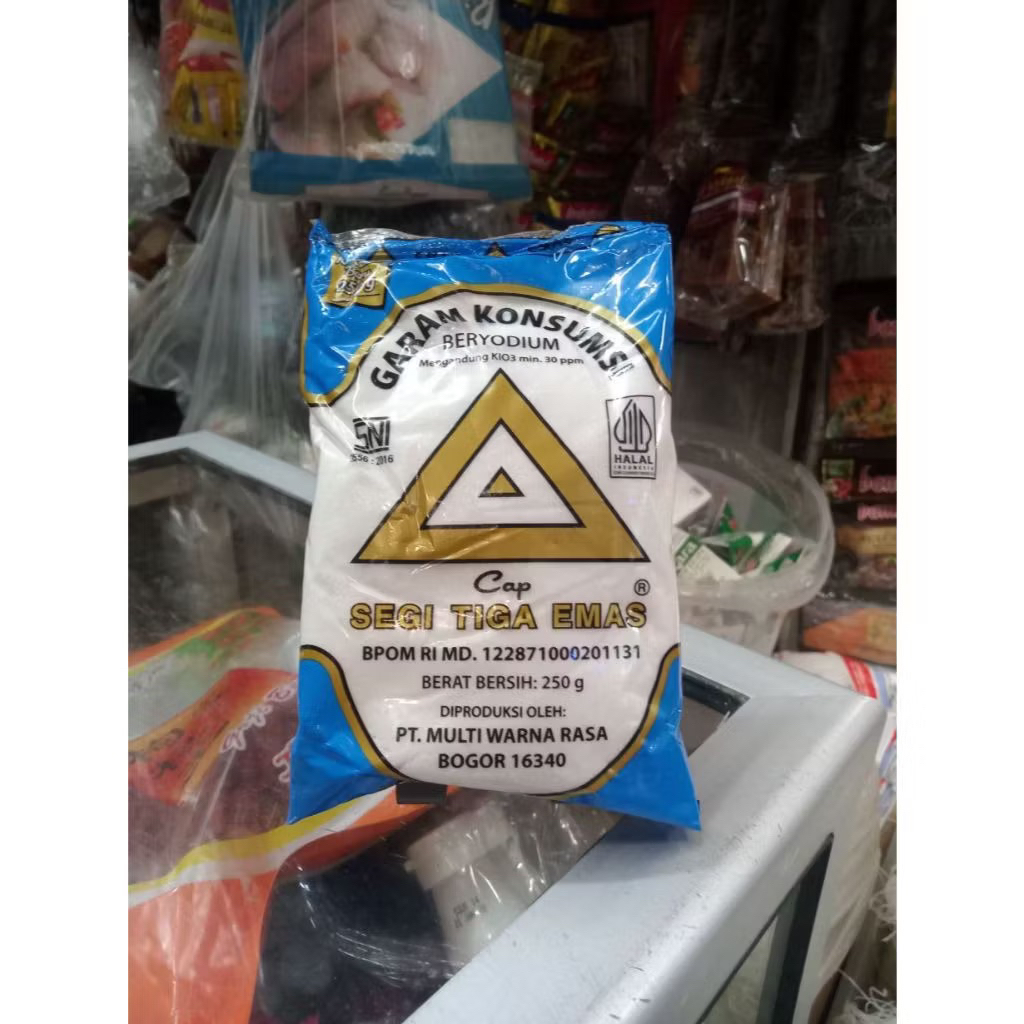 GARAM KONSUMSI
BERYODIUM
Mengandung KIO3 min. 30 ppm
SNI
HALAL
INDONESIA
Cap
®
SEGI TIGA EMAS
BPOM RI MD. 122871000201131
BERAT BERSIH: 250 g
DIPRODUKSI OLEH:
PT. MULTI WARNA RASA
BOGOR 16340